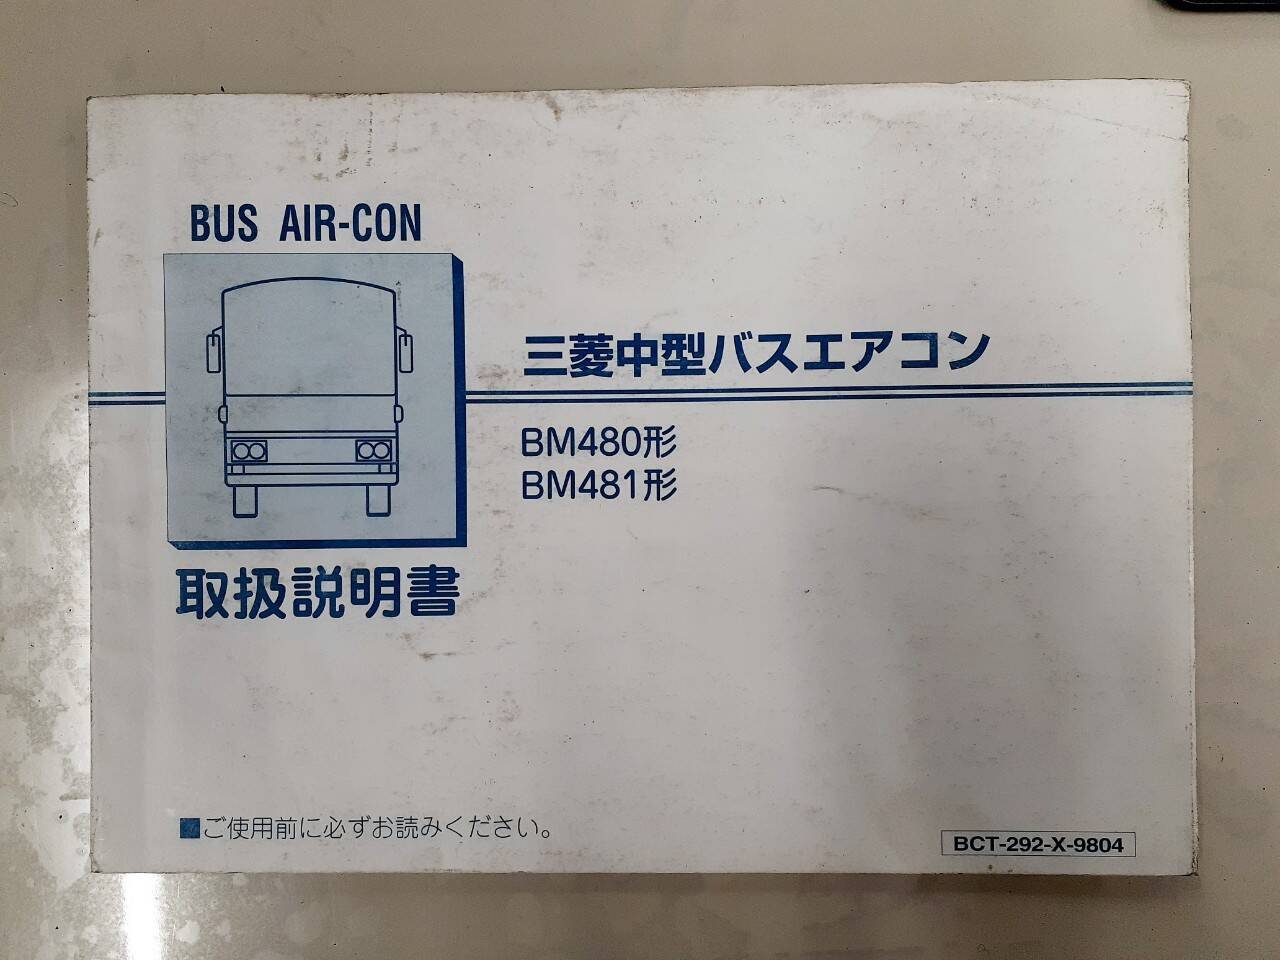 BUS AIR-CON
三菱中型バスエアコン
BM480形
BM481形
取扱説明書
■ご使用前に必ずお読みください。
BCT-292-X-9804